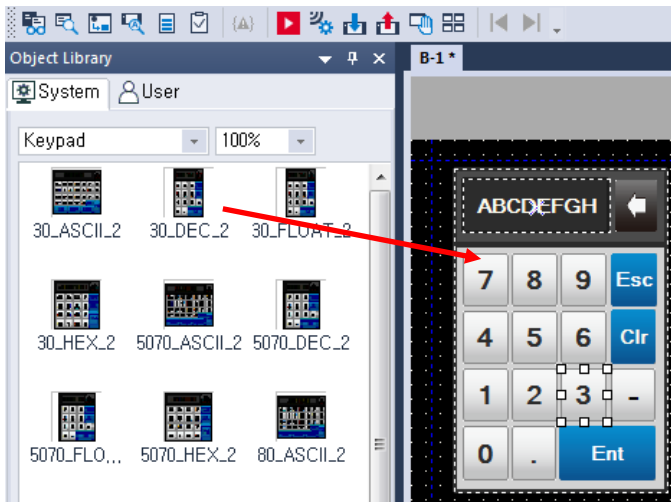 {A}
Object Library
B-1 *
System
User
Keypad
100%
30_ASCII_2
30_DEC_2
30_FLOAT_2
30_HEX_2
5070_ASCII_2
5070_DEC_2
5070_FLO...
5070_HEX_2
80_ASCII_2
ABCDEFGH
7 8 9 Esc
4 5 6 Clr
1 2 3 -
0 . Ent